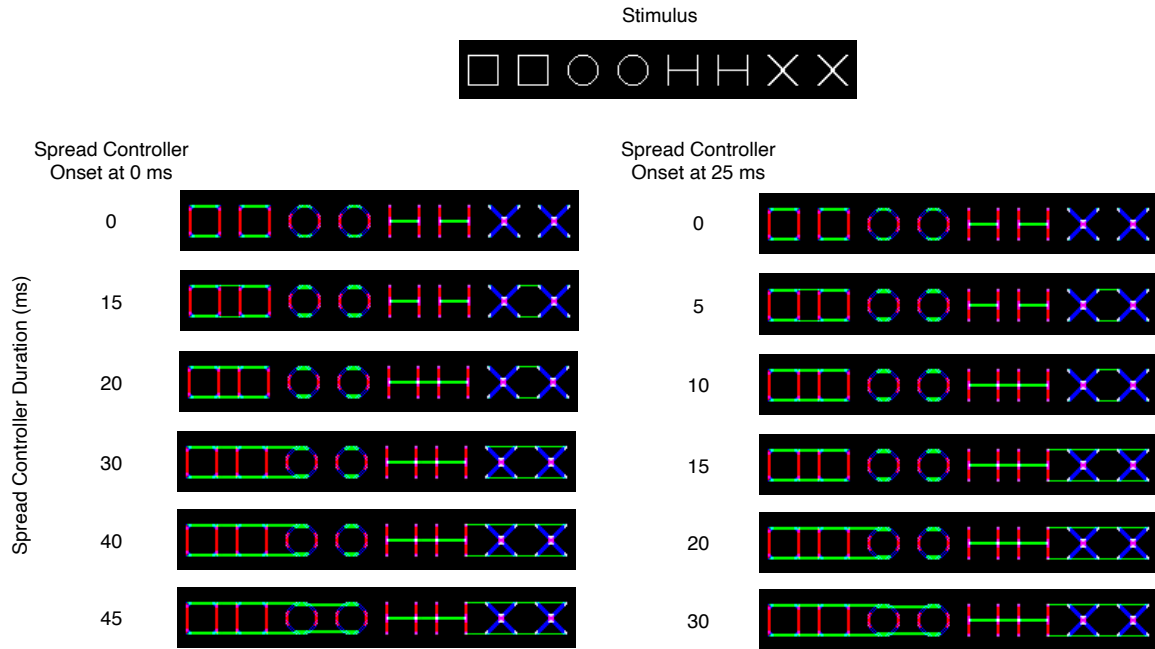 Stimulus
Spread Controller
Onset at 0 ms
Spread Controller
Onset at 25 ms
Spread Controller Duration (ms)
0
15
20
30
40
45
0
5
10
15
20
30